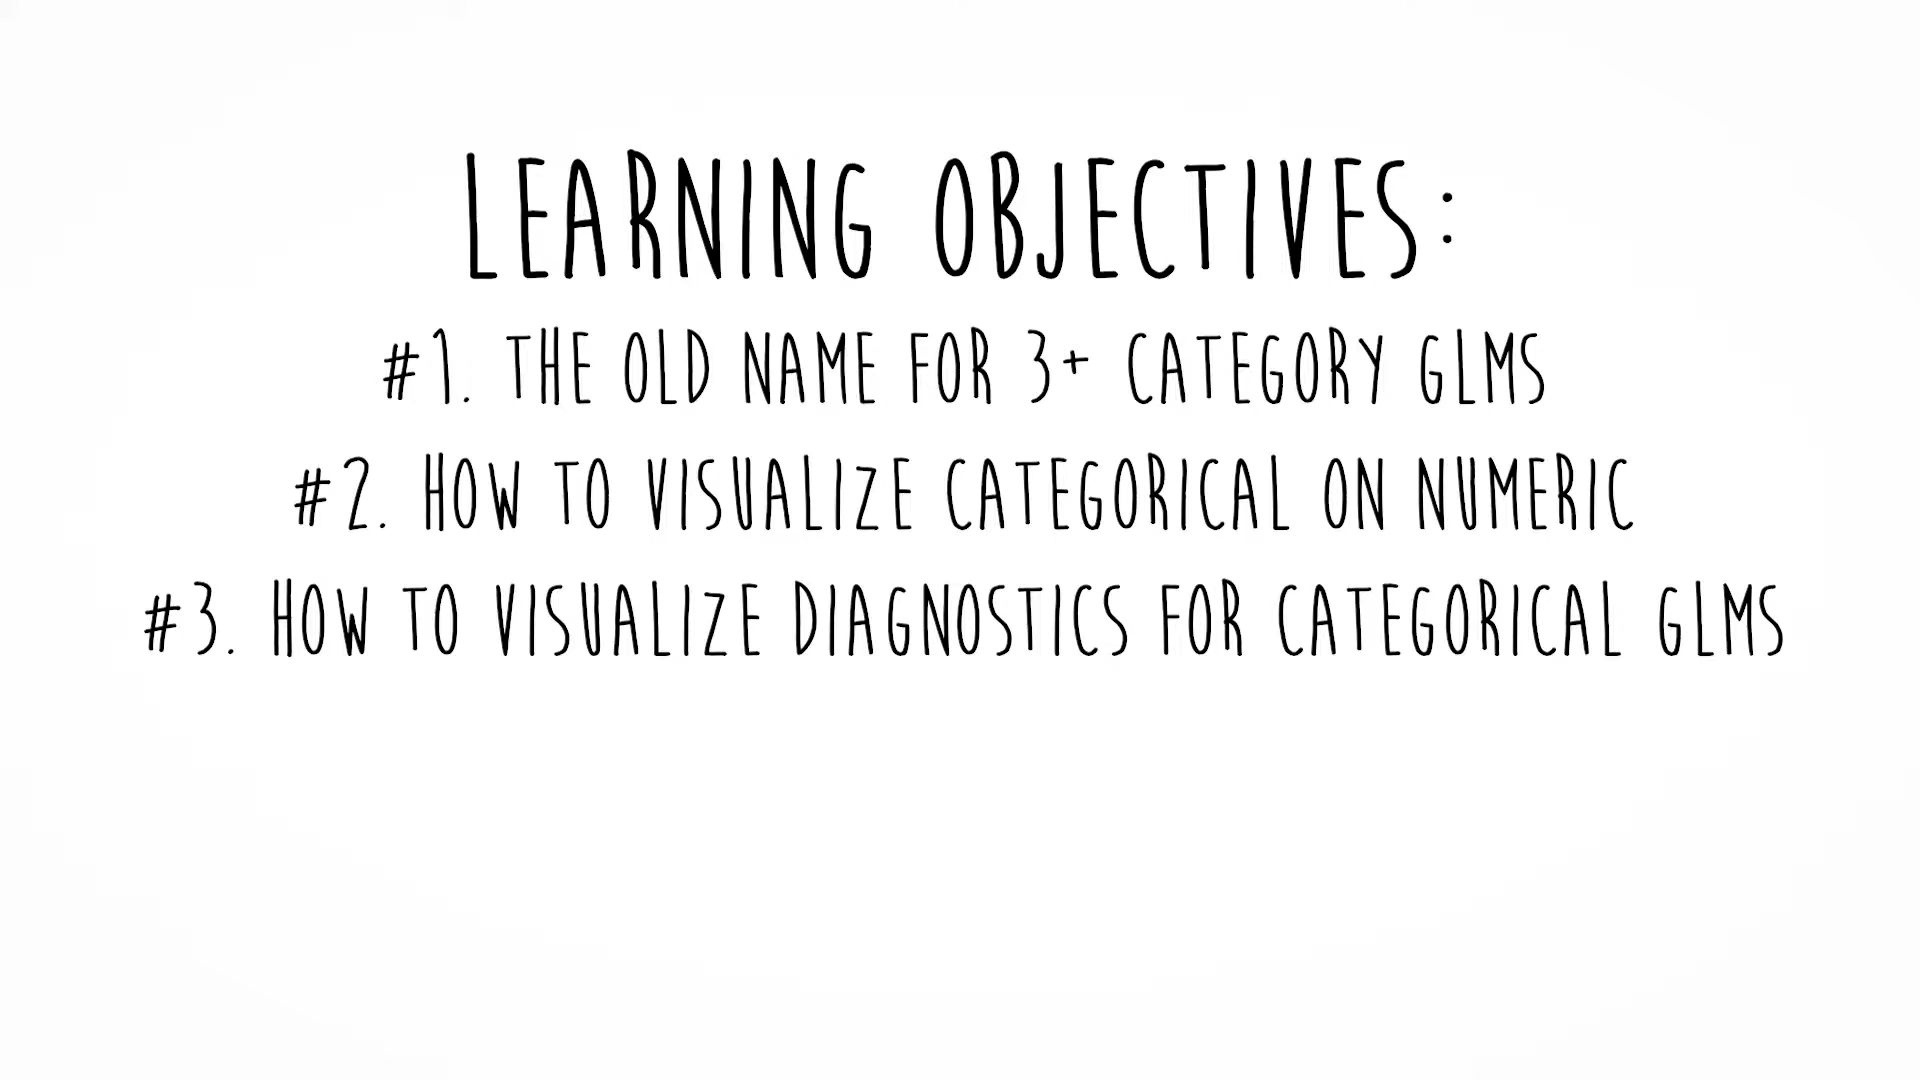 LEARNING OBJECTIVES:
#1. THE OLD NAME FOR 3+ CATEGORY GLMS
#2. HOW TO VISUALIZE CATEGORICAL ON NUMERIC
#3. HOW TO VISUALIZE DIAGNOSTICS FOR CATEGORICAL GLMS